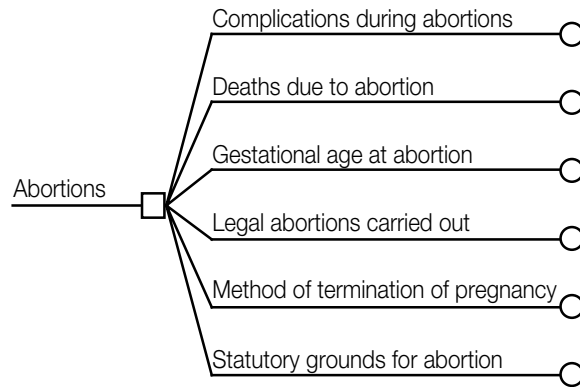 Complications during abortions
Deaths due to abortion
Gestational age at abortion
Abortions
Legal abortions carried out
Method of termination of pregnancy
Statutory grounds for abortion